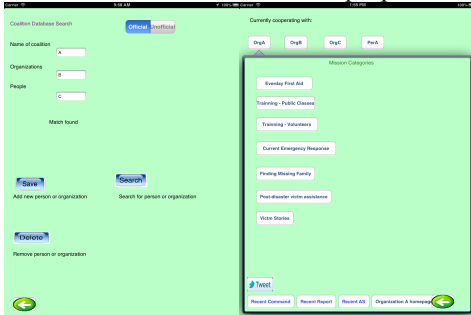 Carrier 9:58 AM 100%
Coalition Database Search
Official Unofficial
Name of coalition
A
Organizations
B
People
C
Match found
Save
Search
Add new person or organization
Search for person or organization
Delete
Remove person or organization
Carrier 1:55 PM 100%
Currently cooperating with:
OrgA OrgB OrgC PerA
Mission Categories
Everday First Aid
Trainning - Public Classes
Trainning - Volunteers
Current Emergency Response
Finding Missing Family
Post-disaster victim assistance
Victim Stories
Tweet
Recent Command Recent Report Recent AS Organization A homepage